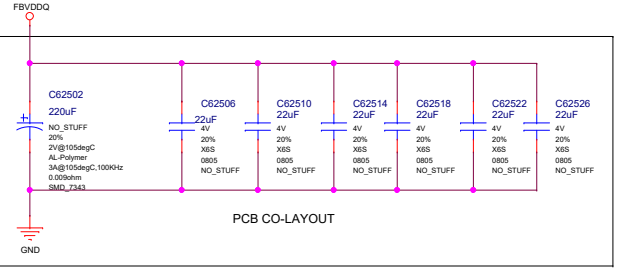 FBVDDQ
C62502
220uF
NO_STUFF
20%
2V@105degC
AL-Polymer
3A@105degC,100KHz
0.009ohm
SMD_7343
C62506
22uF
4V
20%
X6S
0805
NO_STUFF
C62510
22uF
4V
20%
X6S
0805
NO_STUFF
C62514
22uF
4V
20%
X6S
0805
NO_STUFF
C62518
22uF
4V
20%
X6S
0805
NO_STUFF
C62522
22uF
4V
20%
X6S
0805
NO_STUFF
C62526
22uF
4V
20%
X6S
0805
NO_STUFF
PCB CO-LAYOUT
GND